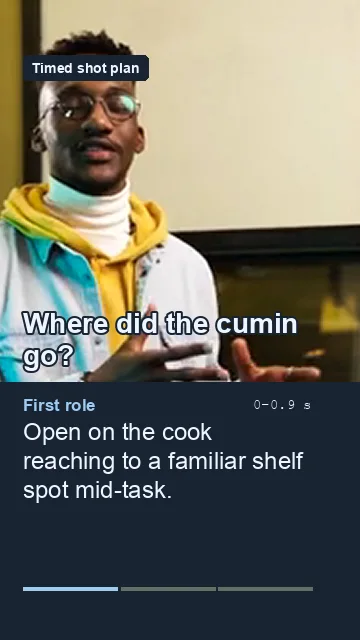 Timed shot plan
Where did the cumin
go?
First role
0–0.9 s
Open on the cook
reaching to a familiar shelf
spot mid-task.